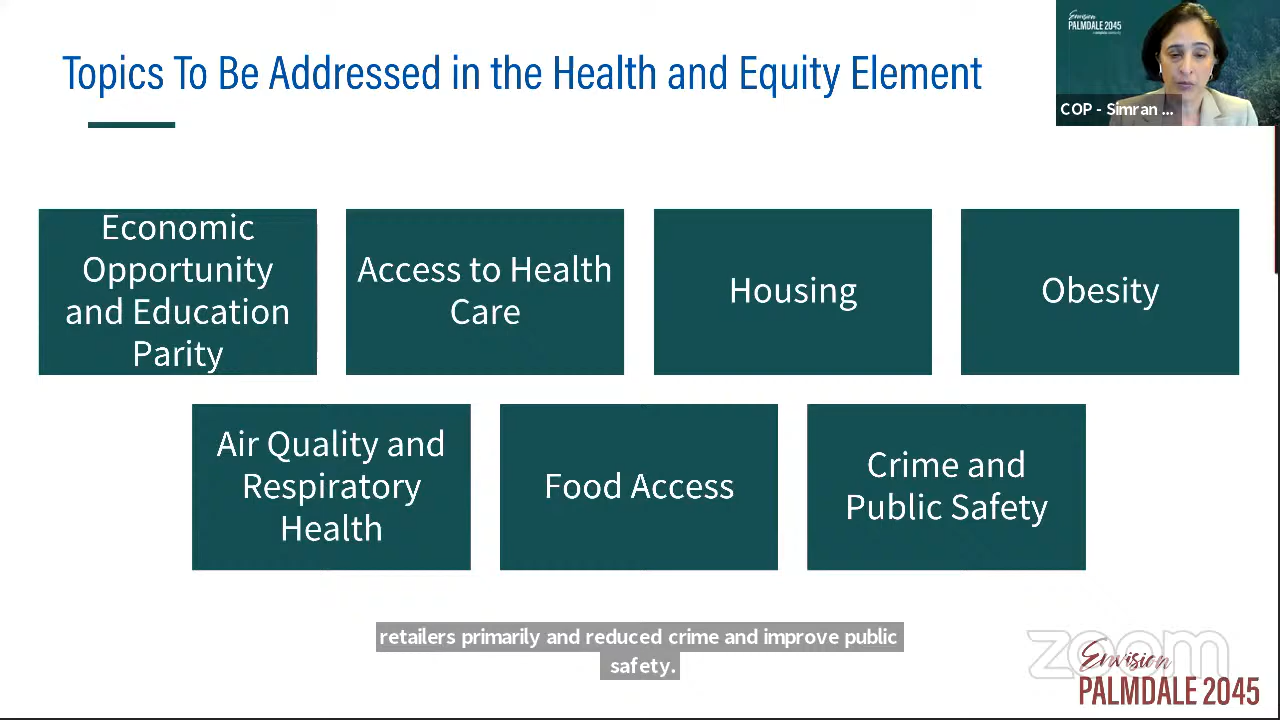 Topics To Be Addressed in the Health and Equity Element
Envision
PALMDALE 2045
COP - Simran ...
Economic
Opportunity
and Education
Parity
Access to Health
Care
Housing
Obesity
Air Quality and
Respiratory
Health
Food Access
Crime and
Public Safety
retailers primarily and reduced crime and improve public
safety.
zoom
Envision
PALMDALE 2045